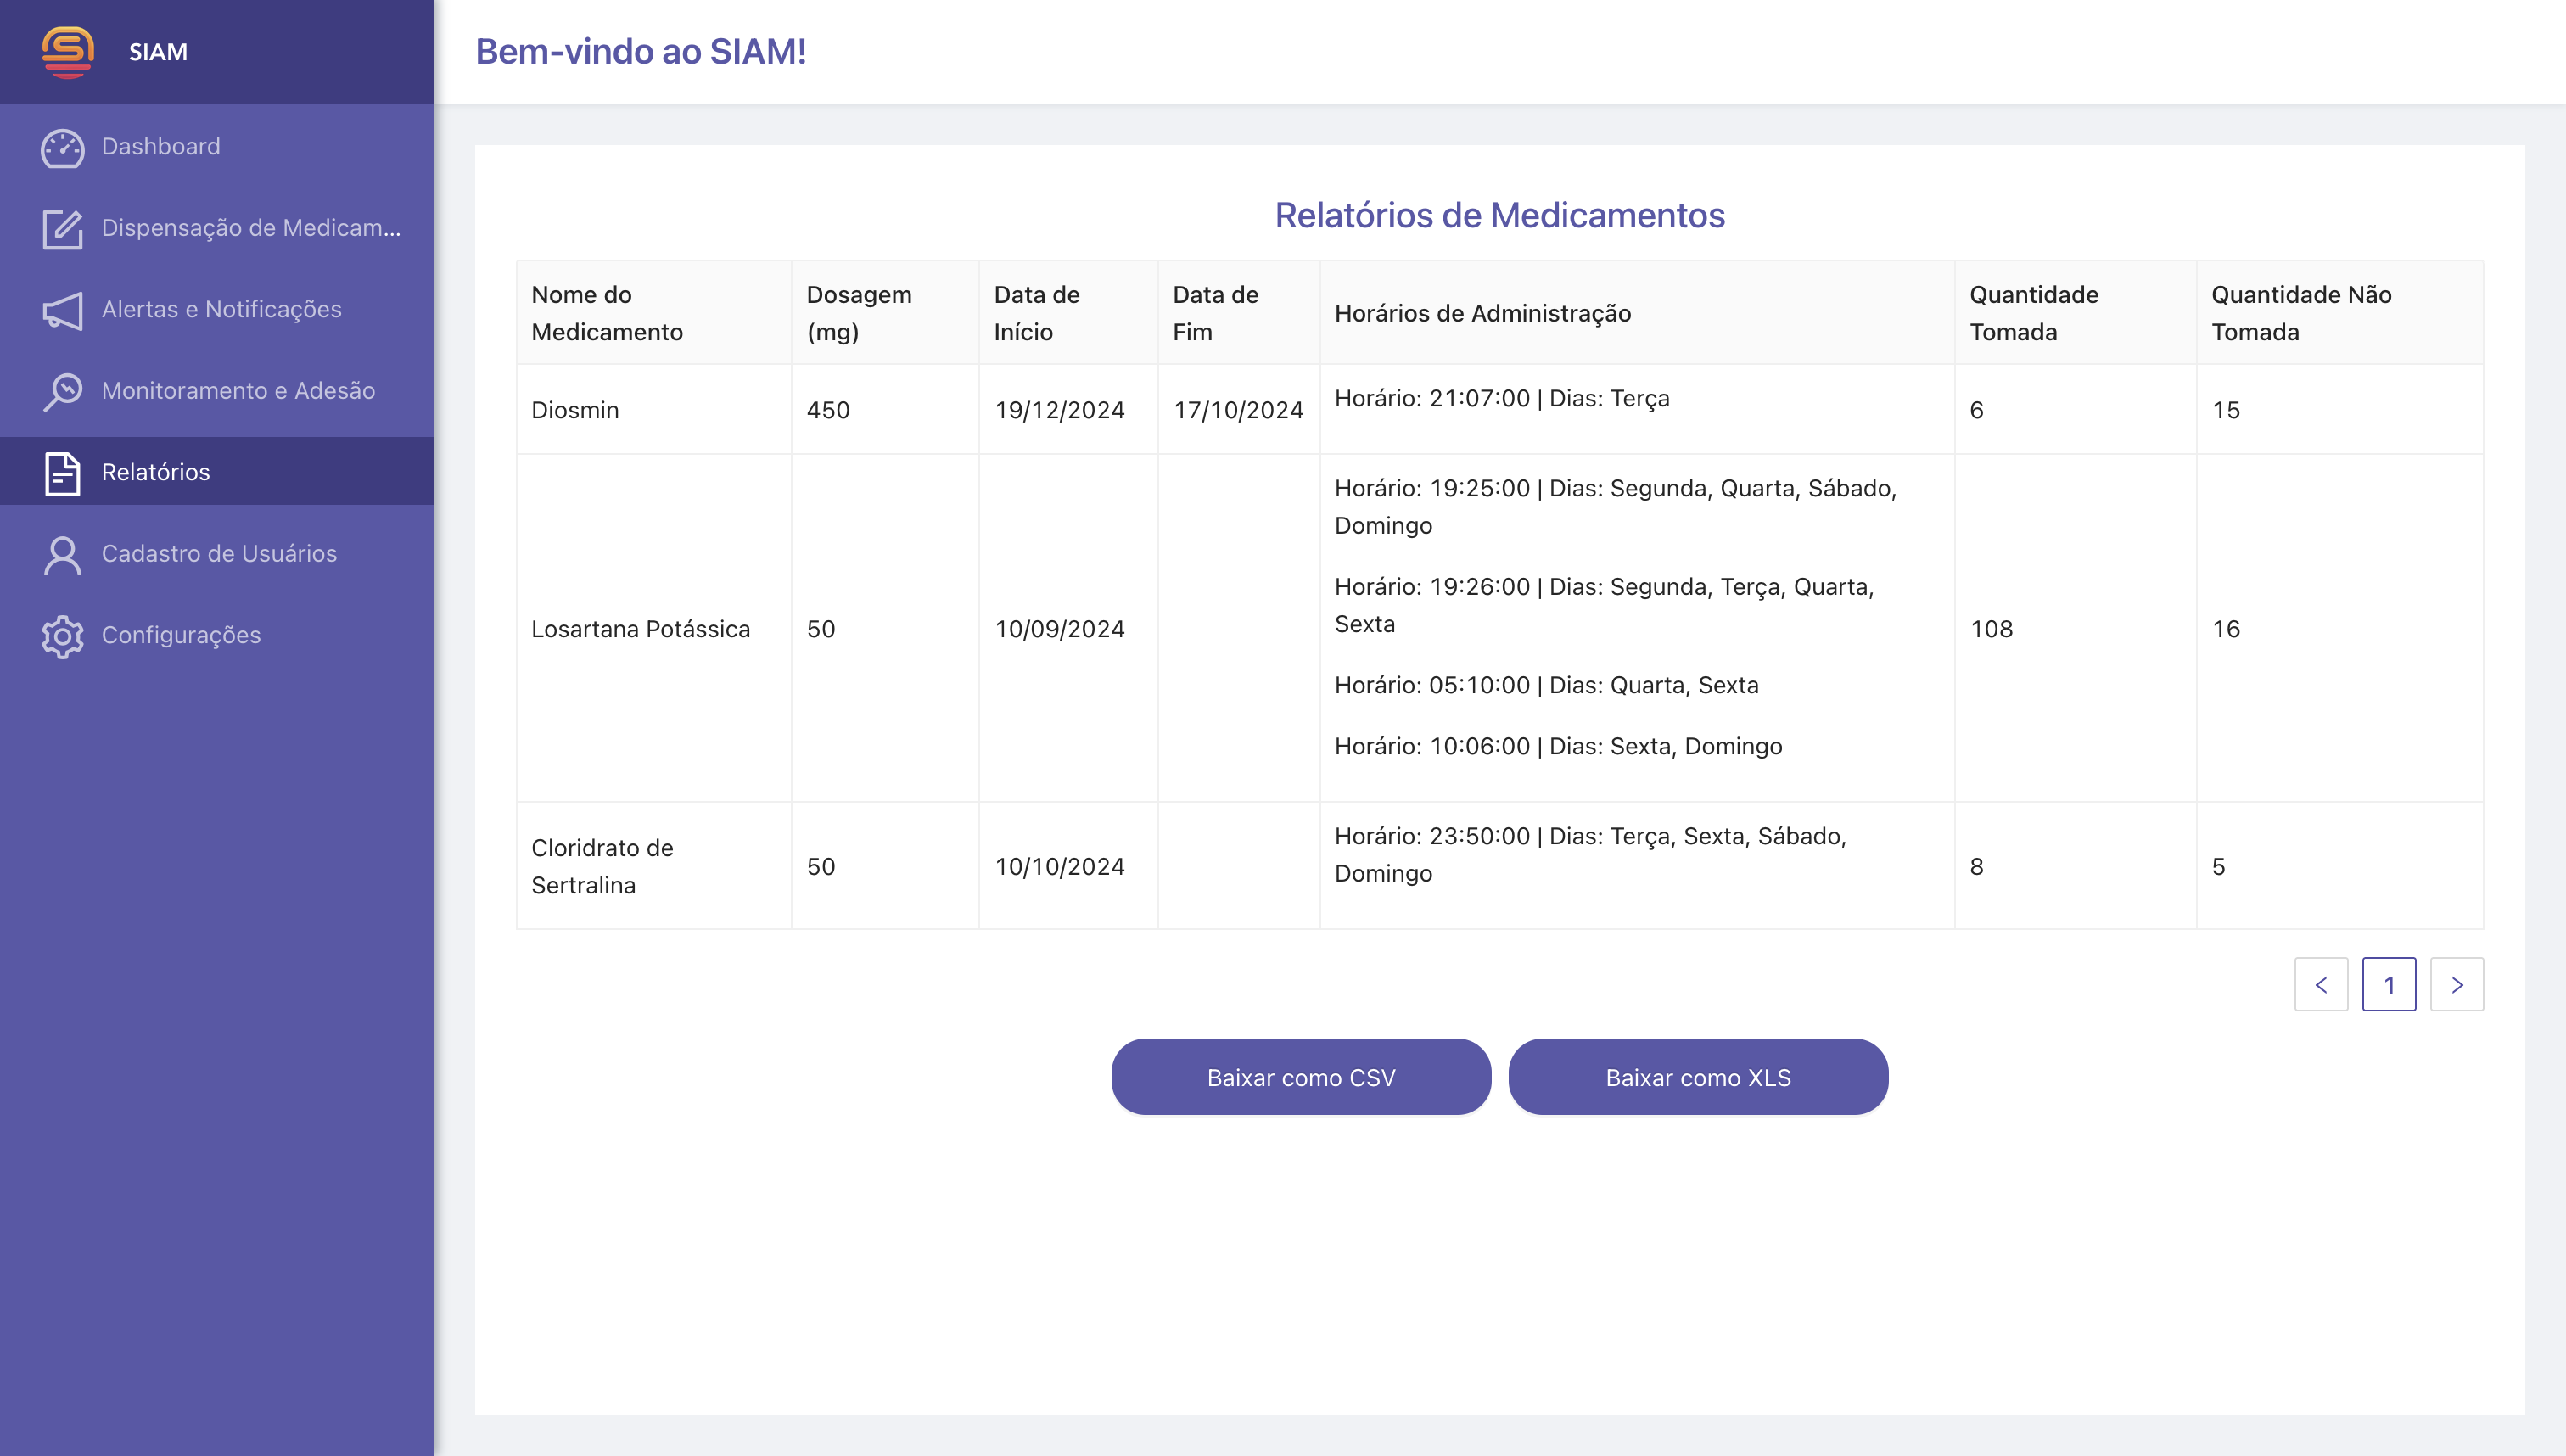 SIAM
Bem-vindo ao SIAM!
Dashboard
Dispensação de Medicam...
Alertas e Notificações
Monitoramento e Adesão
Relatórios
Cadastro de Usuários
Configurações
Relatórios de Medicamentos
Nome do
Medicamento
Dosagem
(mg)
Data de
Início
Data de
Fim
Horários de Administração
Quantidade
Tomada
Quantidade Não
Tomada
Diosmin
450
19/12/2024
17/10/2024
Horário: 21:07:00 | Dias: Terça
6
15
Losartana Potássica
50
10/09/2024
Horário: 19:25:00 | Dias: Segunda, Quarta, Sábado,
Domingo
Horário: 19:26:00 | Dias: Segunda, Terça, Quarta,
Sexta
Horário: 05:10:00 | Dias: Quarta, Sexta
Horário: 10:06:00 | Dias: Sexta, Domingo
108
16
Cloridrato de
Sertralina
50
10/10/2024
Horário: 23:50:00 | Dias: Terça, Sexta, Sábado,
Domingo
8
5
< 1 >
Baixar como CSV
Baixar como XLS